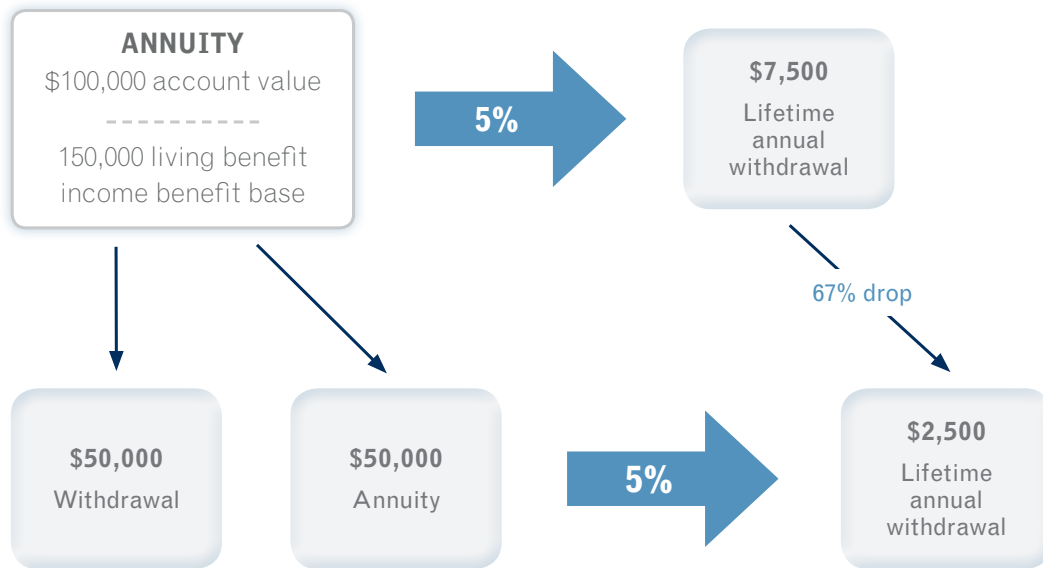 ANNUITY
$100,000 account value
150,000 living benefit
income benefit base
5%
$7,500
Lifetime
annual
withdrawal
67% drop
$50,000
Withdrawal
$50,000
Annuity
5%
$2,500
Lifetime
annual
withdrawal